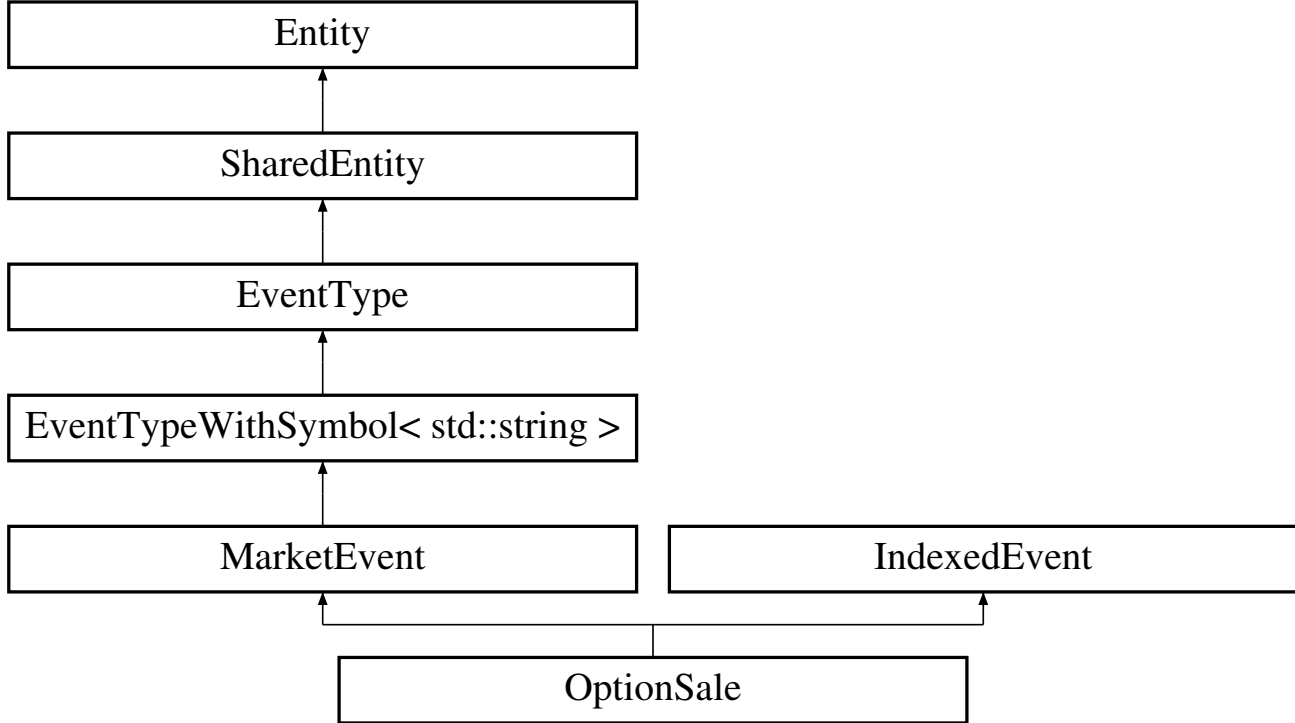 Entity
SharedEntity
EventType
EventTypeWithSymbol< std::string >
MarketEvent
IndexedEvent
OptionSale